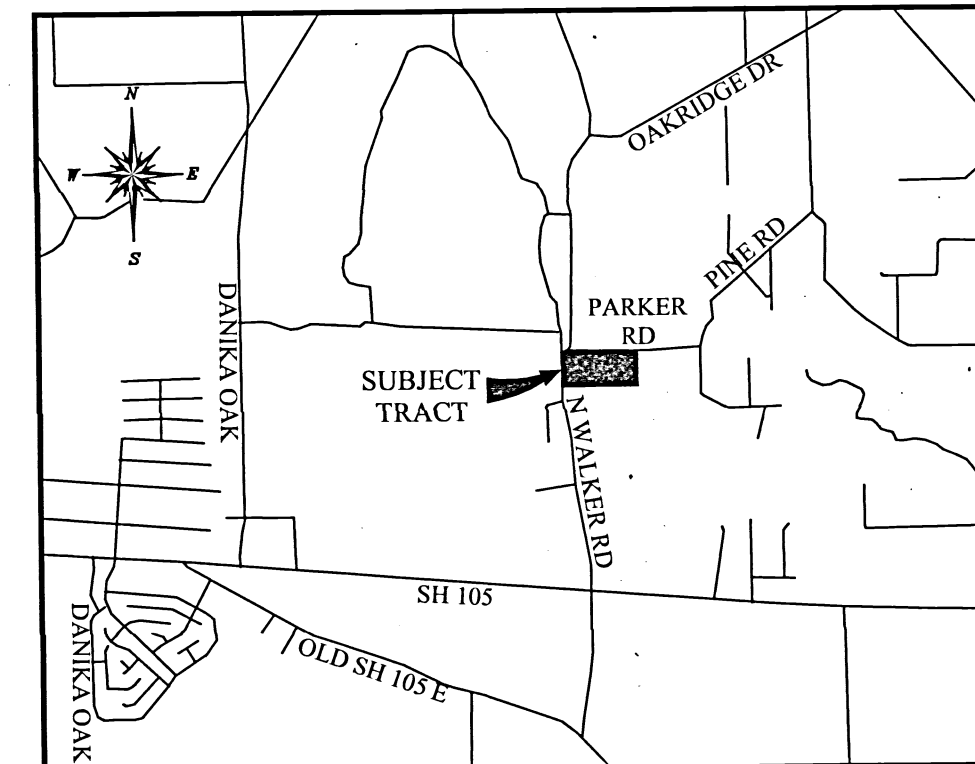 N
OAKRIDGE DR
W
E
S
PINE RD
DANIKA OAK
PARKER
RD
SUBJECT
TRACT
N WALKER RD
SH 105
DANIKA OAK
OLD SH 105 E